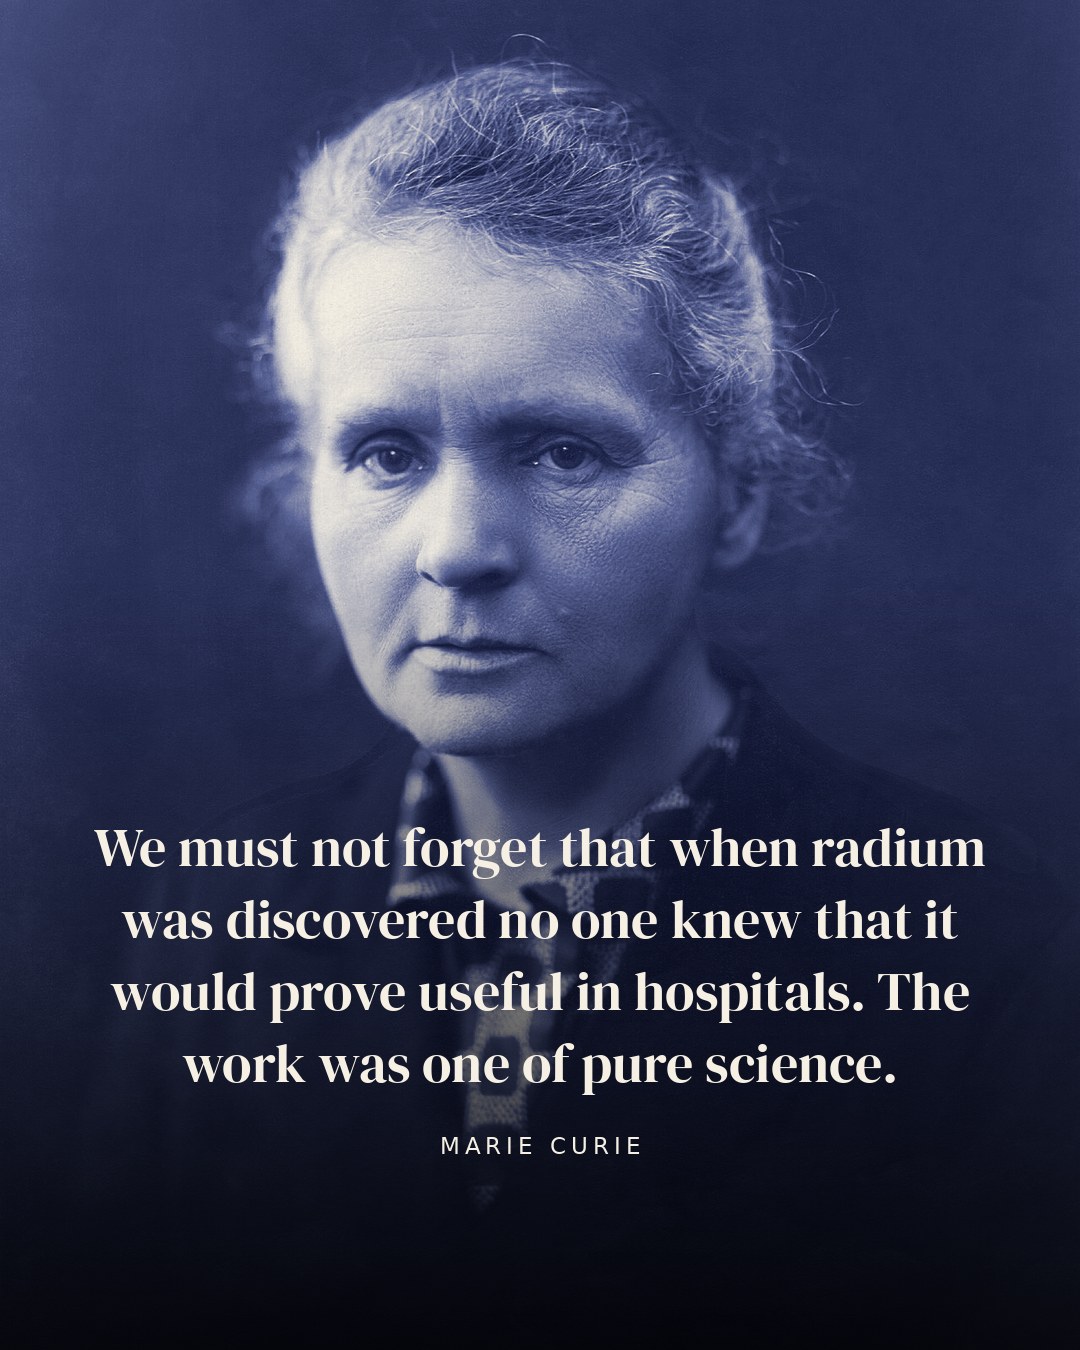 We must not forget that when radium
was discovered no one knew that it
would prove useful in hospitals. The
work was one of pure science.
MARIE CURIE